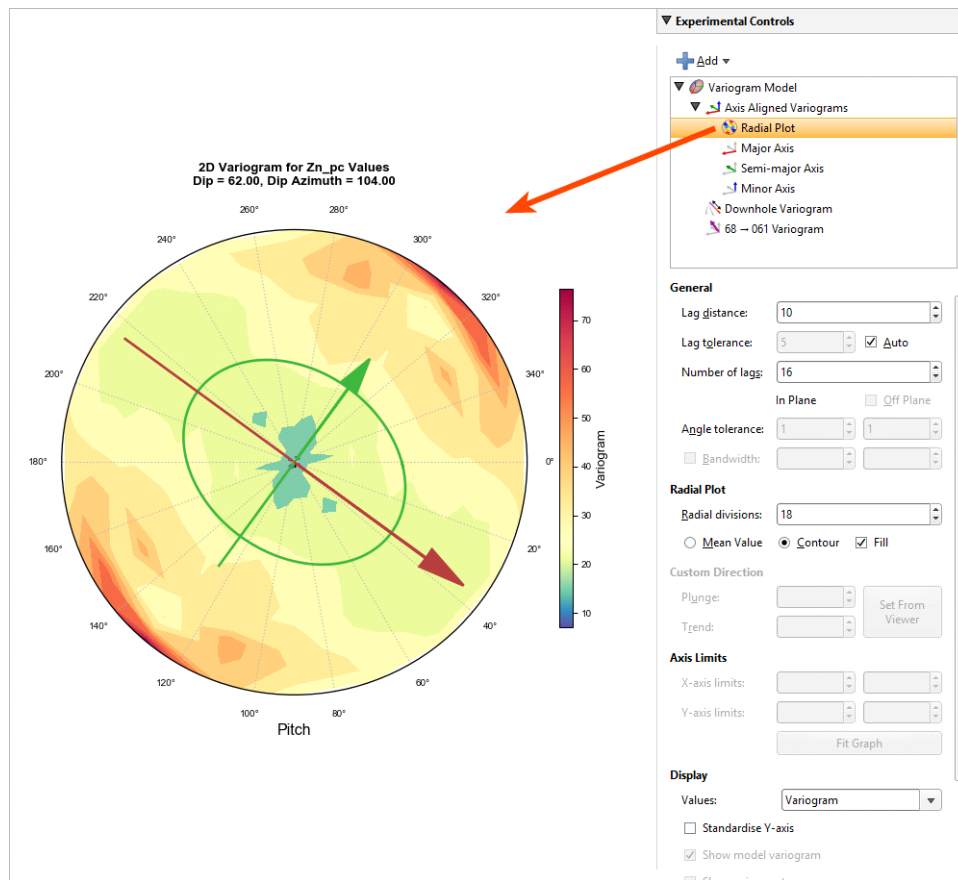 Experimental Controls
Add
Variogram Model
Axis Aligned Variograms
Radial Plot
Major Axis
Semi-major Axis
Minor Axis
Downhole Variogram
68 → 061 Variogram
2D Variogram for Zn_pc Values
Dip = 62.00, Dip Azimuth = 104.00
260° 280°
240° 300°
220° 320°
200° 340°
180° 0°
160° 20°
140° 40°
120° 60°
100° 80°
Pitch
70
60
50
40
30
20
10
Variogram
General
Lag distance: 10
Lag tolerance: 5 Auto
Number of lags: 16
In Plane Off Plane
Angle tolerance: 1 1
Bandwidth:
Radial Plot
Radial divisions: 18
Mean Value Contour Fill
Custom Direction
Plunge:
Trend:
Set From
Viewer
Axis Limits
X-axis limits:
Y-axis limits:
Fit Graph
Display
Values: Variogram
Standardise Y-axis
Show model variogram